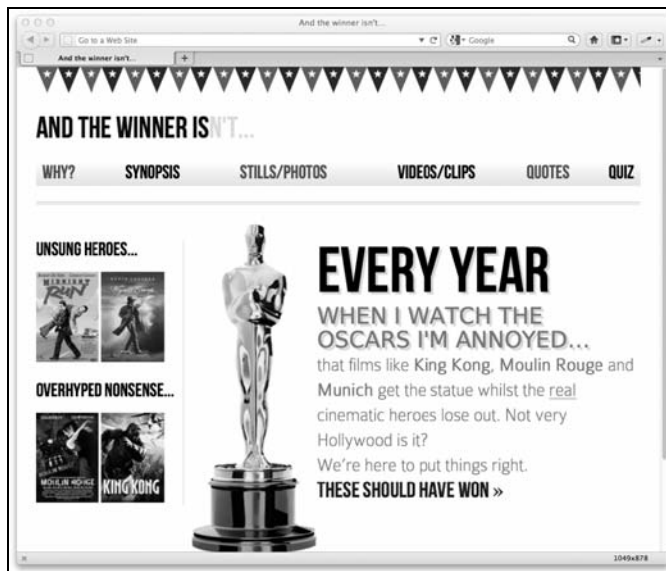 And the winner isn't...
Go to a Web Site
Google
And the winner isn't...
AND THE WINNER ISN'T...
WHY? SYNOPSIS STILLS/PHOTOS VIDEOS/CLIPS QUOTES QUIZ
UNSUNG HEROES...
MIDNIGHT
RUN
OVERHYPED NONSENSE...
MOULIN ROUGE
KING KONG
EVERY YEAR
WHEN I WATCH THE
OSCARS I'M ANNOYED...
that films like King Kong, Moulin Rouge and
Munich get the statue whilst the real
cinematic heroes lose out. Not very
Hollywood is it?
We're here to put things right.
THESE SHOULD HAVE WON »
1049x878